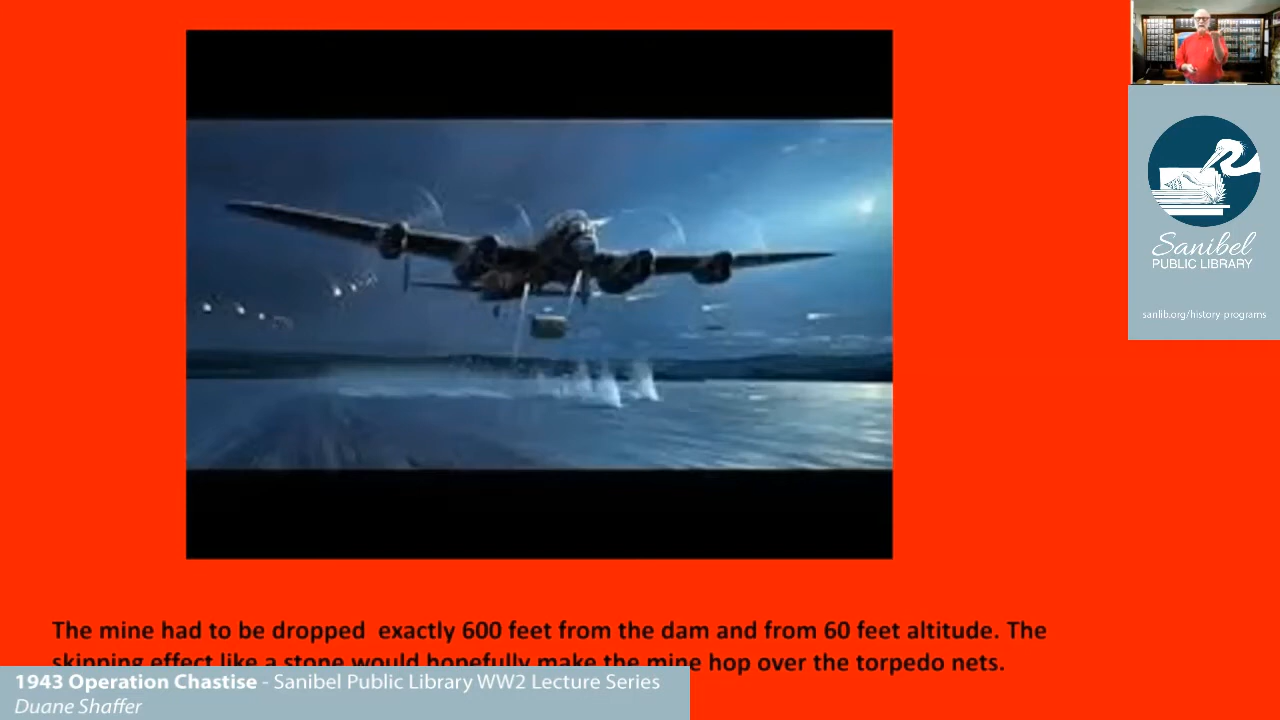 Sanibel
PUBLIC LIBRARY
sanlib.org/history-programs
The mine had to be dropped  exactly 600 feet from the dam and from 60 feet altitude. The
skipping effect like a stone would hopefully make the mine hop over the torpedo nets.
1943 Operation Chastise - Sanibel Public Library WW2 Lecture Series
Duane Shaffer